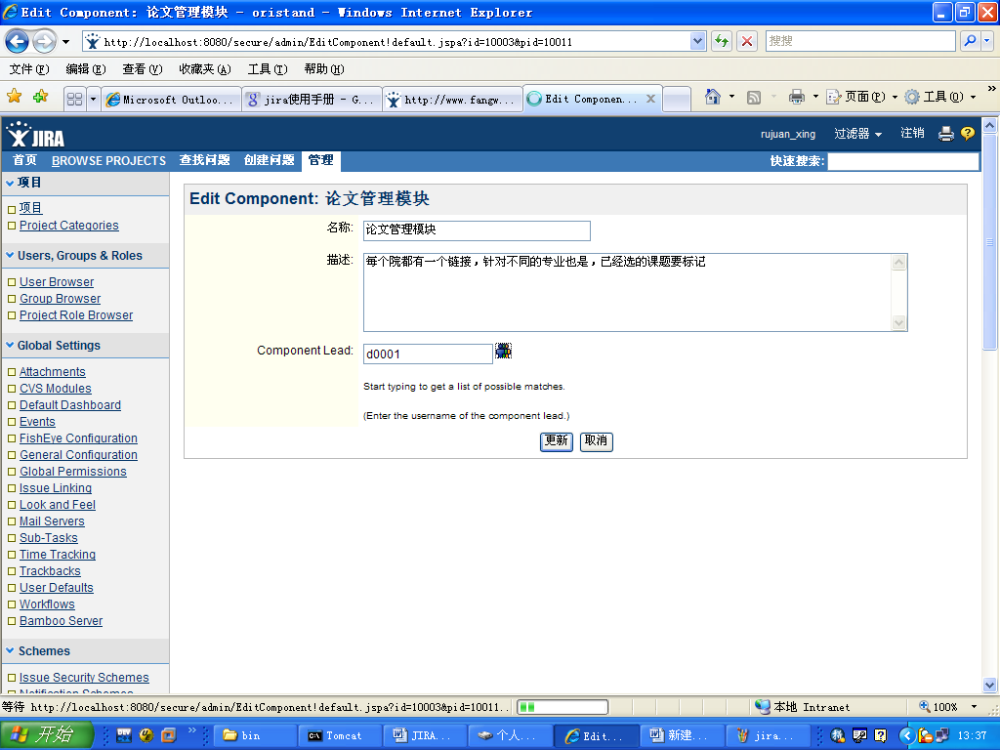 Edit Component: 论文管理模块 - oristand - Windows Internet Explorer
http://localhost:8080/secure/admin/EditComponent!default.jspa?id=10003&pid=10011
搜搜
文件(F) 编辑(E) 查看(V) 收藏夹(A) 工具(T) 帮助(H)
Microsoft Outloo... jira使用手册 - G... http://www.fangw... Edit Componen... 页面(P) 工具(O)
JIRA rujuan_xing 过滤器 注销
首页 BROWSE PROJECTS 查找问题 创建问题 管理 快速搜索:
项目
项目
Project Categories
Users, Groups & Roles
User Browser
Group Browser
Project Role Browser
Global Settings
Attachments
CVS Modules
Default Dashboard
Events
FishEye Configuration
General Configuration
Global Permissions
Issue Linking
Look and Feel
Mail Servers
Sub-Tasks
Time Tracking
Trackbacks
User Defaults
Workflows
Bamboo Server
Schemes
Issue Security Schemes
Notification Schemes
Edit Component: 论文管理模块
名称: 论文管理模块
描述: 每个院都有一个链接，针对不同的专业也是，已经选的课题要标记
Component Lead: d0001
Start typing to get a list of possible matches.
(Enter the username of the component lead.)
更新 取消
等待 http://localhost:8080/secure/admin/EditComponent!default.jspa?id=10003&pid=10011.. 本地 Intranet 100%
开始 bin Tomcat JIRA... 个人... Edit... 新建... jira... 13:37